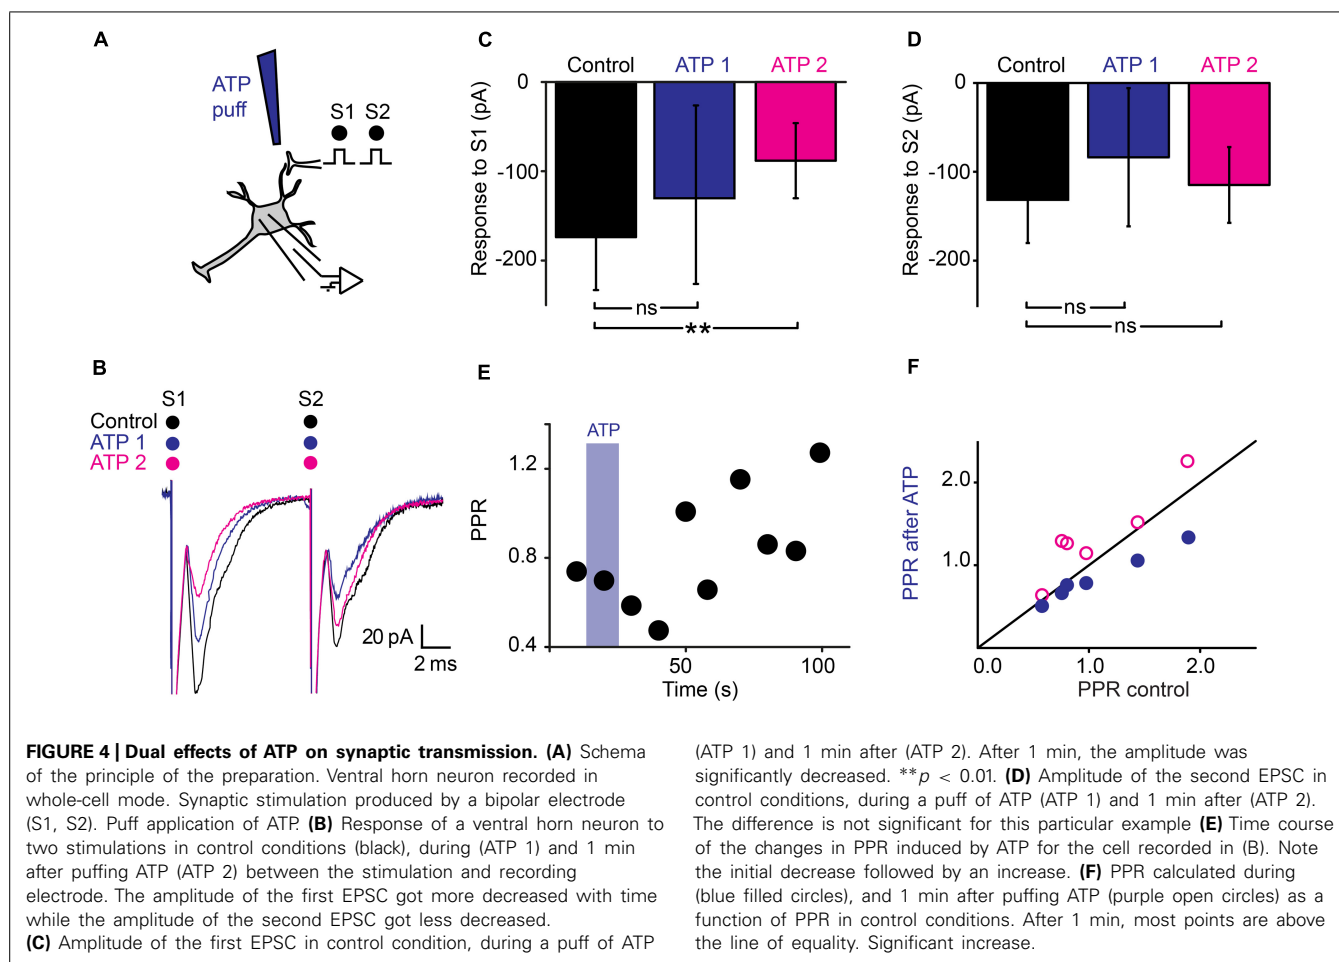 A
ATP
puff
S1 S2
C
Control ATP 1 ATP 2
Response to S1 (pA)
0
-100
-200
ns
**
D
Control ATP 1 ATP 2
Response to S2 (pA)
0
-100
-200
ns
ns
B
S1 S2
Control
ATP 1
ATP 2
20 pA
2 ms
E
ATP
PPR
1.2
0.8
0.4
50 100
Time (s)
F
PPR after ATP
2.0
1.0
0.0 1.0 2.0
PPR control
FIGURE 4 | Dual effects of ATP on synaptic transmission. (A) Schema
of the principle of the preparation. Ventral horn neuron recorded in
whole-cell mode. Synaptic stimulation produced by a bipolar electrode
(S1, S2). Puff application of ATP. (B) Response of a ventral horn neuron to
two stimulations in control conditions (black), during (ATP 1) and 1 min
after puffing ATP (ATP 2) between the stimulation and recording
electrode. The amplitude of the first EPSC got more decreased with time
while the amplitude of the second EPSC got less decreased.
(C) Amplitude of the first EPSC in control condition, during a puff of ATP
(ATP 1) and 1 min after (ATP 2). After 1 min, the amplitude was
significantly decreased. **p < 0.01. (D) Amplitude of the second EPSC in
control conditions, during a puff of ATP (ATP 1) and 1 min after (ATP 2).
The difference is not significant for this particular example (E) Time course
of the changes in PPR induced by ATP for the cell recorded in (B). Note
the initial decrease followed by an increase. (F) PPR calculated during
(blue filled circles), and 1 min after puffing ATP (purple open circles) as a
function of PPR in control conditions. After 1 min, most points are above
the line of equality. Significant increase.